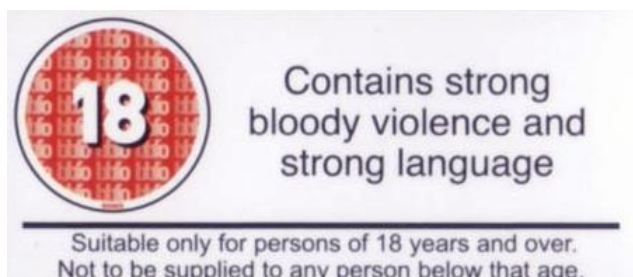 18
Contains strong
bloody violence and
strong language
Suitable only for persons of 18 years and over.
Not to be supplied to any person below that age.